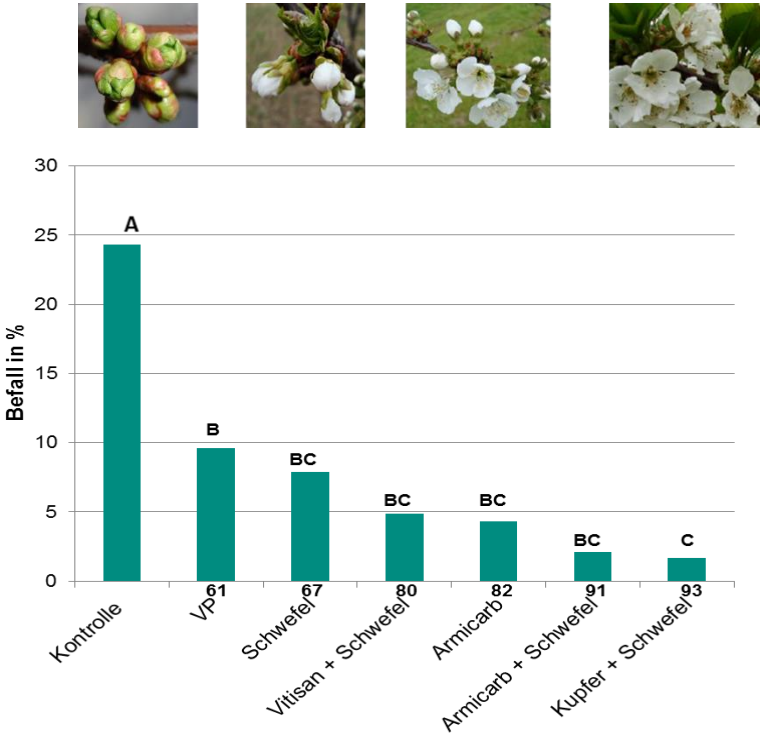 30
A
25
20
15
Befall in %
B
10
BC
BC
BC
5
BC
C
0
61
67
80
82
91
93
Kontrolle
VP
Schwefel
Vitisan + Schwefel
Armicarb
Armicarb + Schwefel
Kupfer + Schwefel